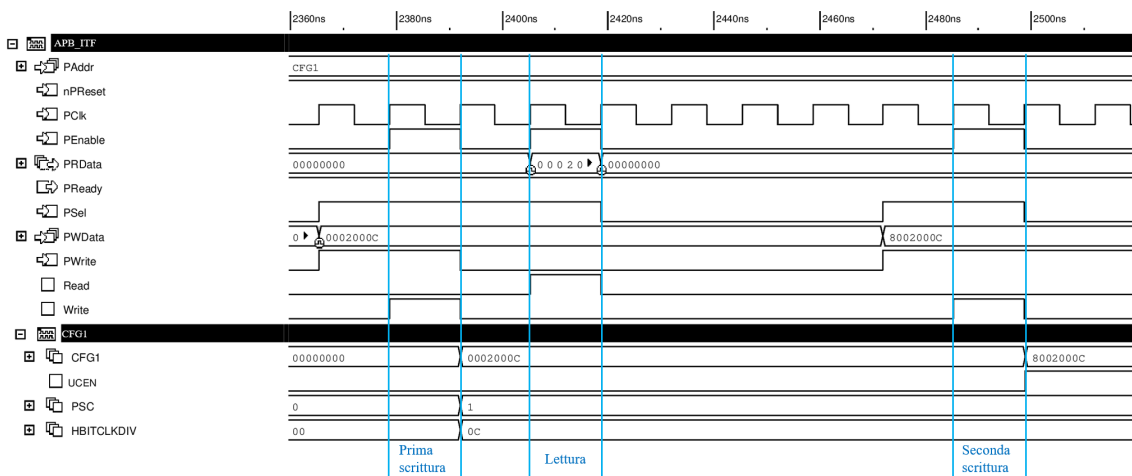 2360ns 2380ns 2400ns 2420ns 2440ns 2460ns 2480ns 2500ns
APB_ITF
PAddr CFG1
nPReset
PClk
PEnable
PRData 00000000 00020 00000000
PReady
PSel
PWData 0 0002000C 8002000C
PWrite
Read
Write
CFG1
CFG1 00000000 0002000C 8002000C
UCEN
PSC 0 1
HBITCLKDIV 00 0C
Prima
scrittura
Lettura
Seconda
scrittura